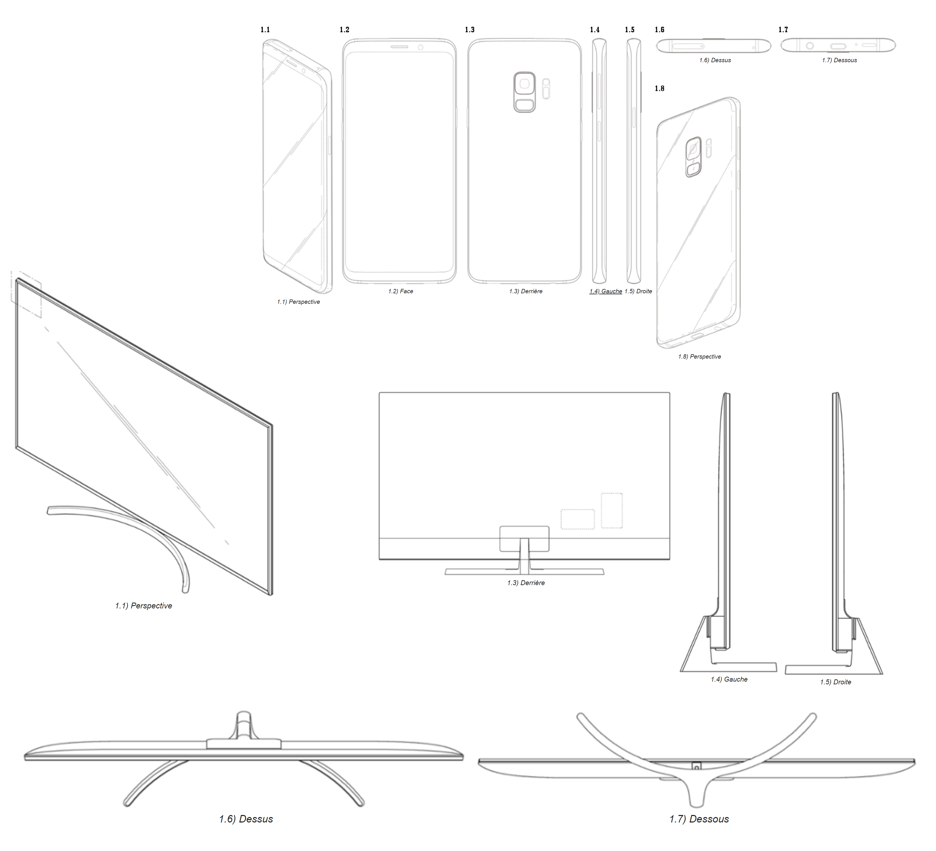 1.1
1.2
1.3
1.4
1.5
1.6
1.7
1.6) Dessus
1.7) Dessous
1.8
1.1) Perspective
1.2) Face
1.3) Derrière
1.4) Gauche
1.5) Droite
1.8) Perspective
1.1) Perspective
1.3) Derrière
1.4) Gauche
1.5) Droite
1.6) Dessus
1.7) Dessous